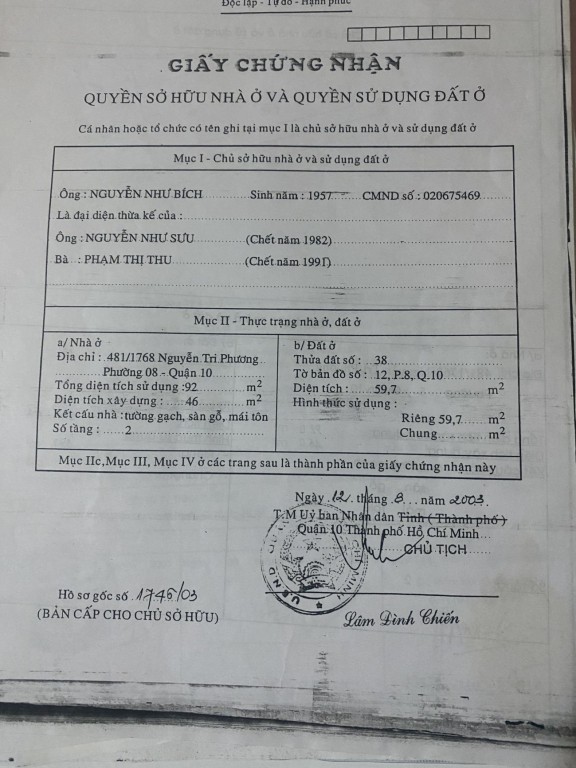 Độc lập - Tự do - Hạnh phúc
GIẤY CHỨNG NHẬN
QUYỀN SỞ HỮU NHÀ Ở VÀ QUYỀN SỬ DỤNG ĐẤT Ở
Cá nhân hoặc tổ chức có tên ghi tại mục I là chủ sở hữu nhà ở và sử dụng đất ở
Mục I - Chủ sở hữu nhà ở và sử dụng đất ở
Ông : NGUYỄN NHƯ BÍCH Sinh năm : 1957 CMND số : 020675469
Là đại diện thừa kế của :
Ông : NGUYỄN NHƯ SƯU (Chết năm 1982)
Bà : PHẠM THỊ THU (Chết năm 1991)
Mục II - Thực trạng nhà ở, đất ở
a/ Nhà ở
Địa chỉ : 481/1768 Nguyễn Tri Phương
Phường 08 - Quận 10
Tổng diện tích sử dụng :92 m²
Diện tích xây dựng : 46 m²
Kết cấu nhà :tường gạch, sàn gỗ, mái tôn
Số tầng : 2
b/ Đất ở
Thửa đất số : 38
Tờ bản đồ số : 12, P.8, Q.10
Diện tích : 59,7 m²
Hình thức sử dụng :
Riêng 59,7 m²
Chung m²
Mục IIc,Mục III, Mục IV ở các trang sau là thành phần của giấy chứng nhận này
Ngày 12 tháng 8 năm 2003
T.M Uỷ ban Nhân dân Tỉnh ( Thành phố )
Quận 10 Thành phố Hồ Chí Minh
CHỦ TỊCH
Hồ sơ gốc số 1746/03
(BẢN CẤP CHO CHỦ SỞ HỮU)
Lâm Đình Chiến